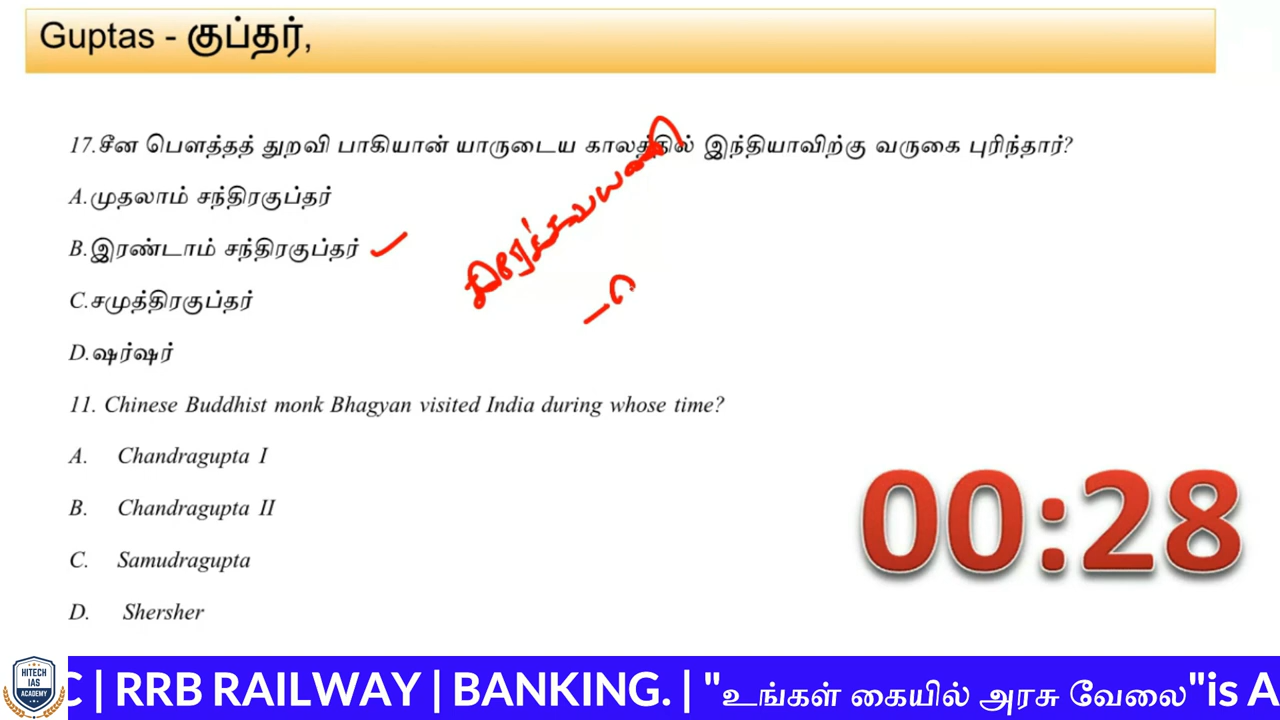 Guptas - குப்தர்,
17.சீன பௌத்தத் துறவி பாகியான் யாருடைய காலத்தில் இந்தியாவிற்கு வருகை புரிந்தார்?
A.முதலாம் சந்திரகுப்தர்
B.இரண்டாம் சந்திரகுப்தர்
C.சமுத்திரகுப்தர்
D.ஷர்ஷர்
11. Chinese Buddhist monk Bhagyan visited India during whose time?
A. Chandragupta I
B. Chandragupta II
C. Samudragupta
D. Shersher
00:28
HITECH
IAS
ACADEMY
C | RRB RAILWAY | BANKING. | "உங்கள் கையில் அரசு வேலை"is A